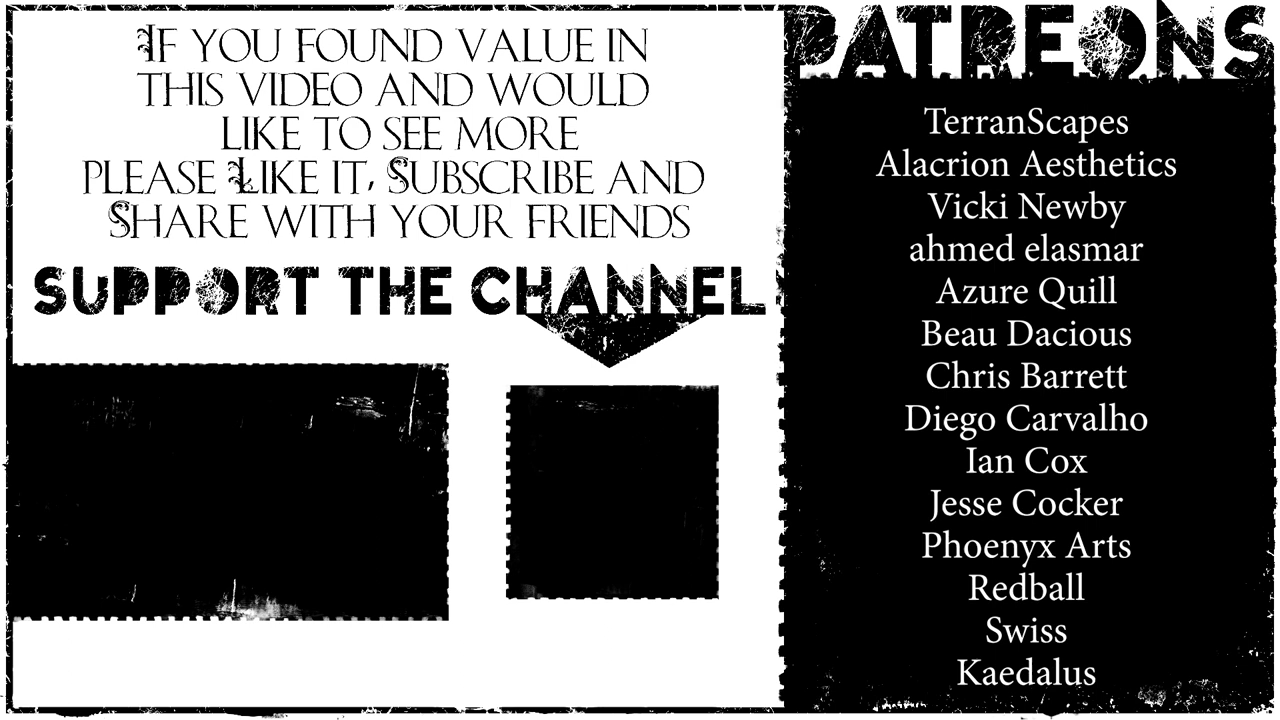 If you found value in
this video and would
like to see more
please Like it, Subscribe and
Share with your friends
SUPPORT THE CHANNEL
PATREONS
TerranScapes
Alacrion Aesthetics
Vicki Newby
ahmed elasmar
Azure Quill
Beau Dacious
Chris Barrett
Diego Carvalho
Ian Cox
Jesse Cocker
Phoenyx Arts
Redball
Swiss
Kaedalus